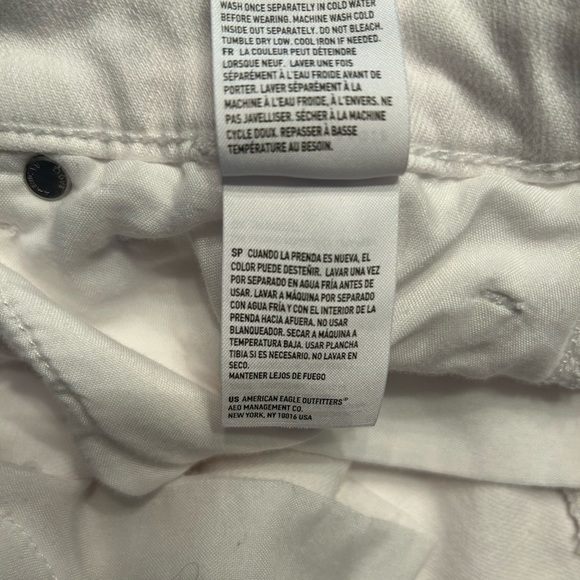 WASH ONCE SEPARATELY IN COLD WATER
BEFORE WEARING. MACHINE WASH COLD
INSIDE OUT SEPARATELY. DO NOT BLEACH.
TUMBLE DRY LOW. COOL IRON IF NEEDED.
FR LA COULEUR PEUT DÉTEINDRE
LORSQUE NEUF. LAVER UNE FOIS
SÉPARÉMENT À L'EAU FROIDE AVANT DE
PORTER. LAVER SÉPARÉMENT À LA
MACHINE À L'EAU FROIDE, À L'ENVERS. NE
PAS JAVELLISER. SÉCHER À LA MACHINE
CYCLE DOUX. REPASSER À BASSE
TEMPÉRATURE AU BESOIN.
SP CUANDO LA PRENDA ES NUEVA, EL
COLOR PUEDE DESTEÑIR. LAVAR UNA VEZ
POR SEPARADO EN AGUA FRÍA ANTES DE
USAR. LAVAR A MÁQUINA POR SEPARADO
CON AGUA FRÍA Y CON EL INTERIOR DE LA
PRENDA HACIA AFUERA. NO USAR
BLANQUEADOR. SECAR A MÁQUINA A
TEMPERATURA BAJA. USAR PLANCHA
TIBIA SI ES NECESARIO. NO LAVAR EN
SECO.
MANTENER LEJOS DE FUEGO
US AMERICAN EAGLE OUTFITTERS®
AEO MANAGEMENT CO.
NEW YORK, NY 10016 USA